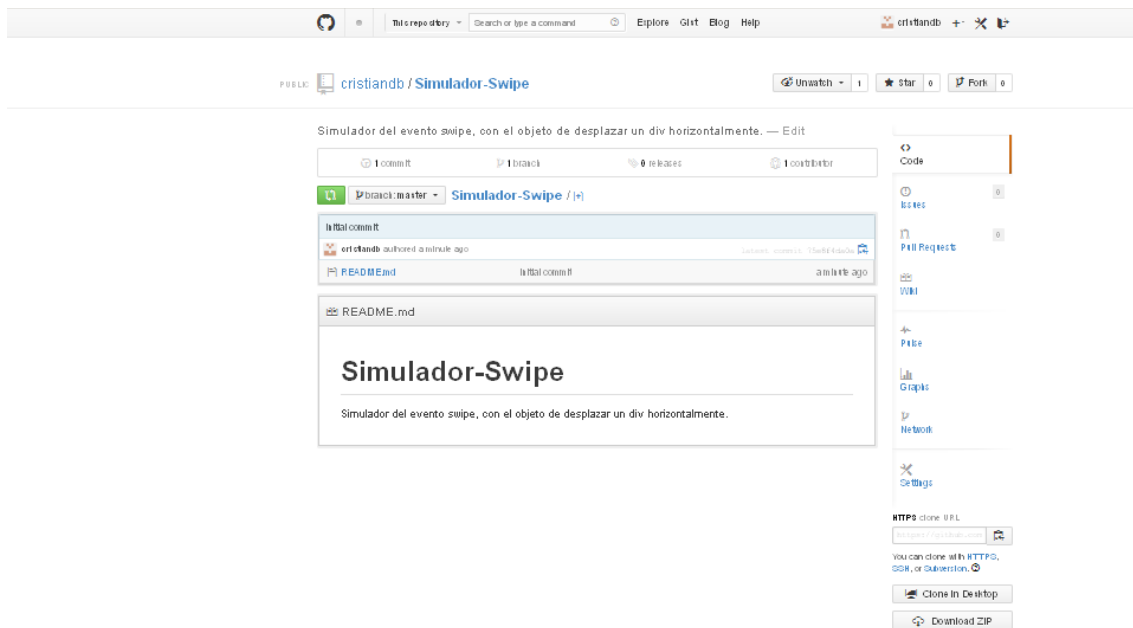 This repository Search or type a command Explore Gist Blog Help cristiandb
PUBLIC cristiandb / Simulador-Swipe Unwatch 1 Star 0 Fork 0
Simulador del evento swipe, con el objeto de desplazar un div horizontalmente. — Edit
1 commit 1 branch 0 releases 1 contributor
branch: master Simulador-Swipe /
Initial commit
cristiandb authored a minute ago latest commit
README.md Initial commit a minute ago
README.md
Simulador-Swipe
Simulador del evento swipe, con el objeto de desplazar un div horizontalmente.
Code
Issues 0
Pull Requests 0
Wiki
Pulse
Graphs
Network
Settings
HTTPS clone URL
https://github.com
You can clone with HTTPS,
SSH, or Subversion.
Clone in Desktop
Download ZIP